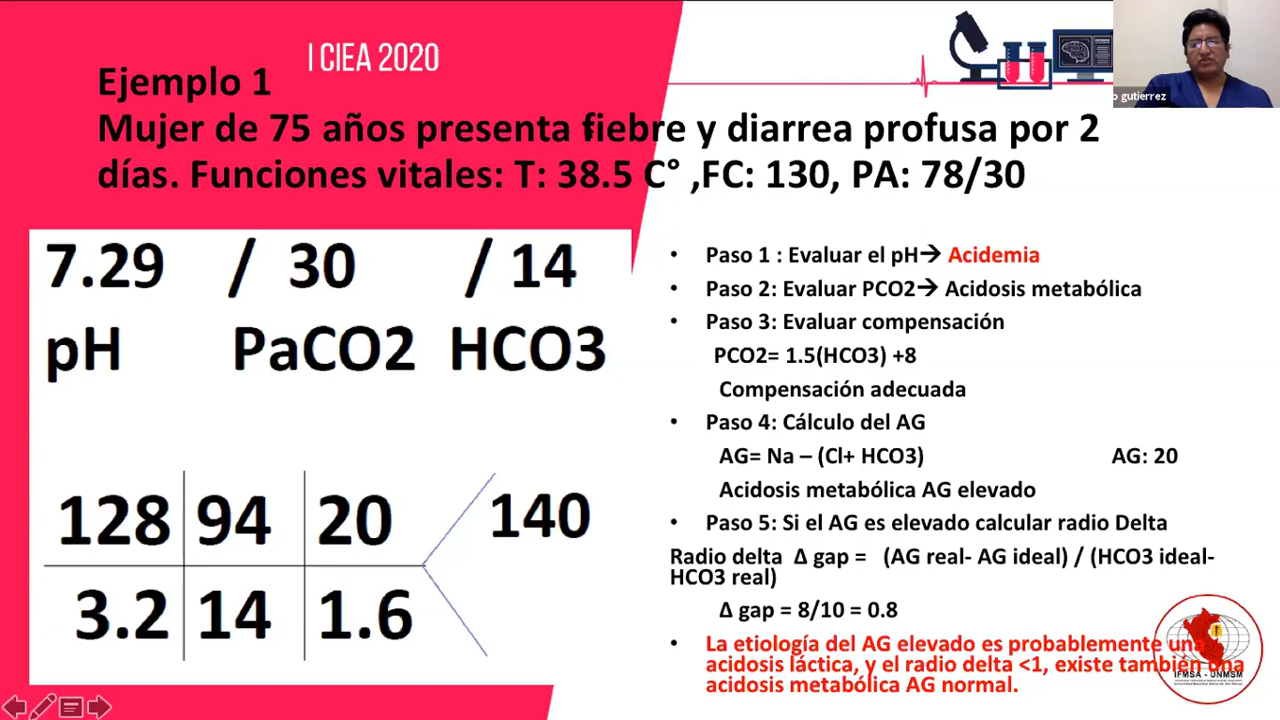 I CIEA 2020
Ejemplo 1
Mujer de 75 años presenta fiebre y diarrea profusa por 2
días. Funciones vitales: T: 38.5 C° ,FC: 130, PA: 78/30
o gutierrez
7.29 / 30 / 14
pH PaCO2 HCO3
128 94 20 140
3.2 14 1.6
• Paso 1 : Evaluar el pH→ Acidemia
• Paso 2: Evaluar PCO2→ Acidosis metabólica
• Paso 3: Evaluar compensación
PCO2= 1.5(HCO3) +8
Compensación adecuada
• Paso 4: Cálculo del AG
AG= Na – (Cl+ HCO3) AG: 20
Acidosis metabólica AG elevado
• Paso 5: Si el AG es elevado calcular radio Delta
Radio delta Δ gap = (AG real- AG ideal) / (HCO3 ideal-
HCO3 real)
Δ gap = 8/10 = 0.8
• La etiología del AG elevado es probablemente una
acidosis láctica, y el radio delta <1, existe también una
acidosis metabólica AG normal.
IFMSA - UNMSM